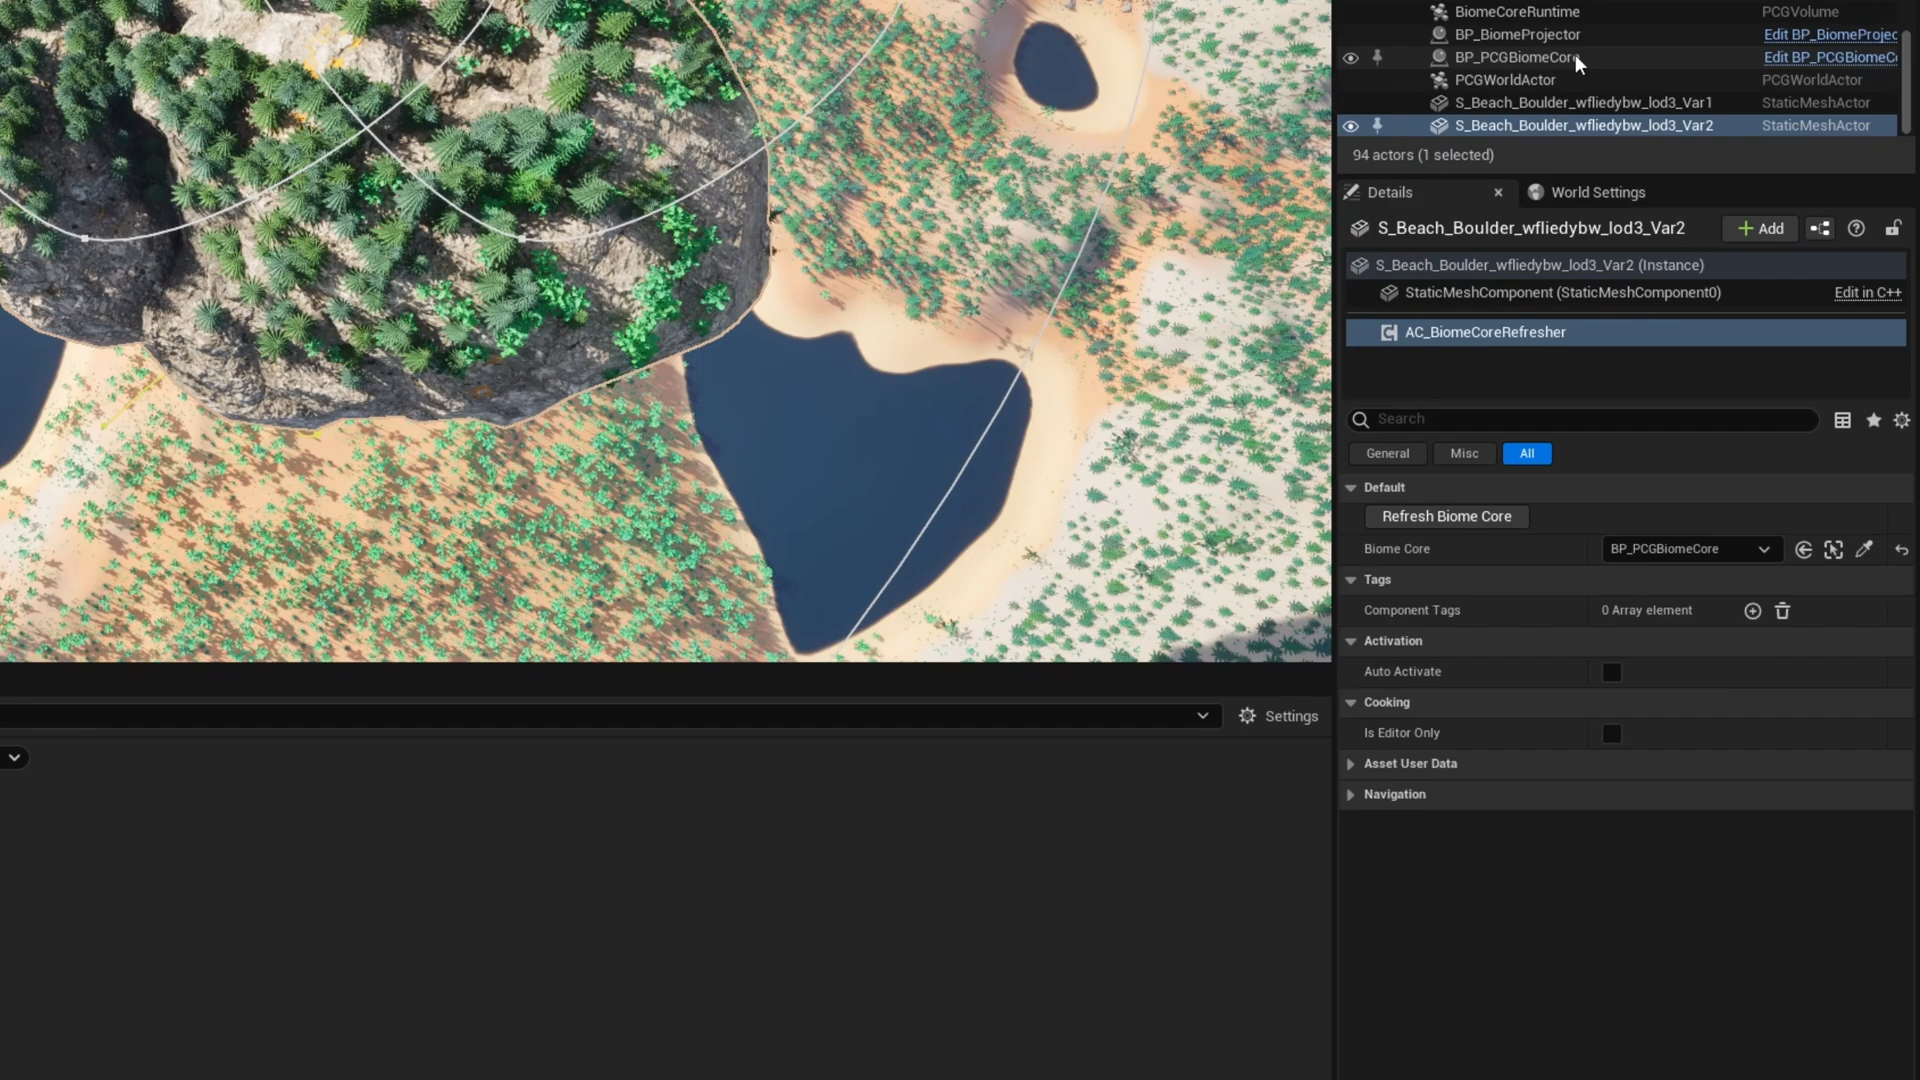 BiomeCoreRuntime PCGVolume
BP_BiomeProjector Edit BP_BiomeProjec
BP_PCGBiomeCore Edit BP_PCGBiomeC
PCGWorldActor PCGWorldActor
S_Beach_Boulder_wfliedybw_lod3_Var1 StaticMeshActor
S_Beach_Boulder_wfliedybw_lod3_Var2 StaticMeshActor
94 actors (1 selected)
Details World Settings
S_Beach_Boulder_wfliedybw_lod3_Var2 Add
S_Beach_Boulder_wfliedybw_lod3_Var2 (Instance)
StaticMeshComponent (StaticMeshComponent0) Edit in C++
AC_BiomeCoreRefresher
Search
General Misc All
Default
Refresh Biome Core
Biome Core BP_PCGBiomeCore
Tags
Component Tags 0 Array element
Activation
Auto Activate
Settings
Cooking
Is Editor Only
Asset User Data
Navigation